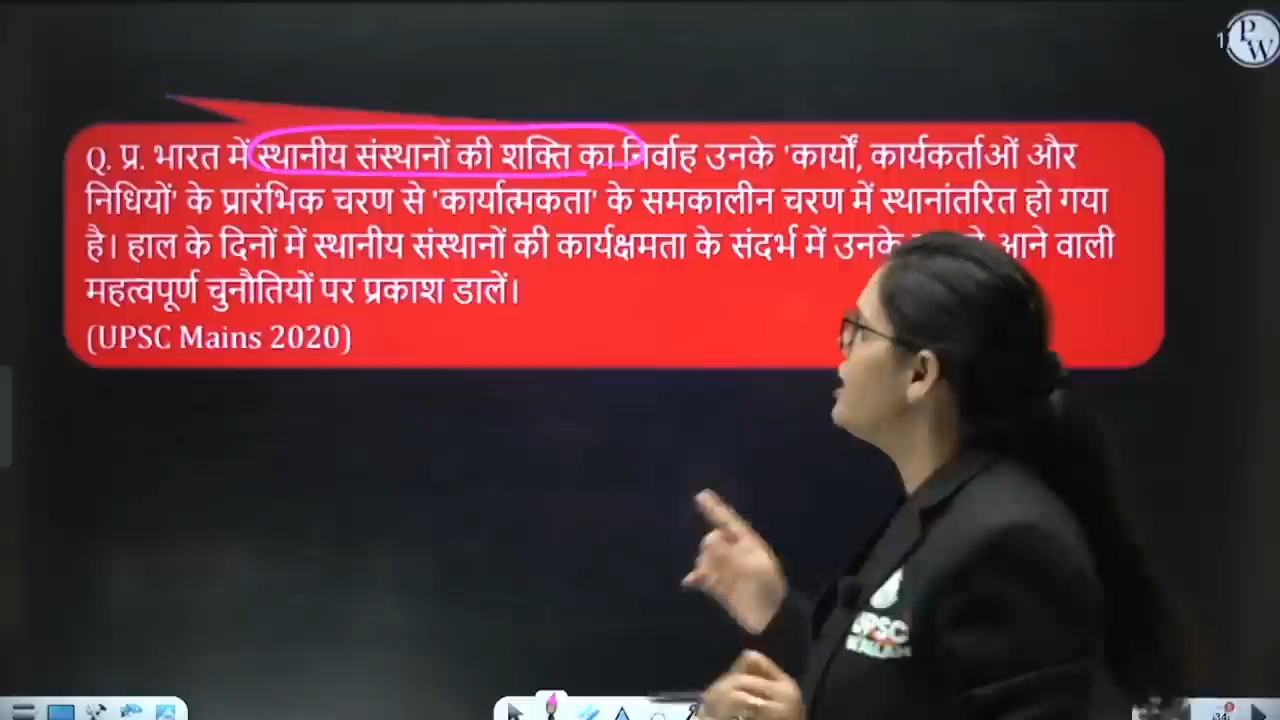 P
W
Q. प्र. भारत में स्थानीय संस्थानों की शक्ति का निर्वाह उनके 'कार्यों, कार्यकर्ताओं और
निधियों' के प्रारंभिक चरण से 'कार्यात्मकता' के समकालीन चरण में स्थानांतरित हो गया
है। हाल के दिनों में स्थानीय संस्थानों की कार्यक्षमता के संदर्भ में उनके आने वाली
महत्वपूर्ण चुनौतियों पर प्रकाश डालें।
(UPSC Mains 2020)